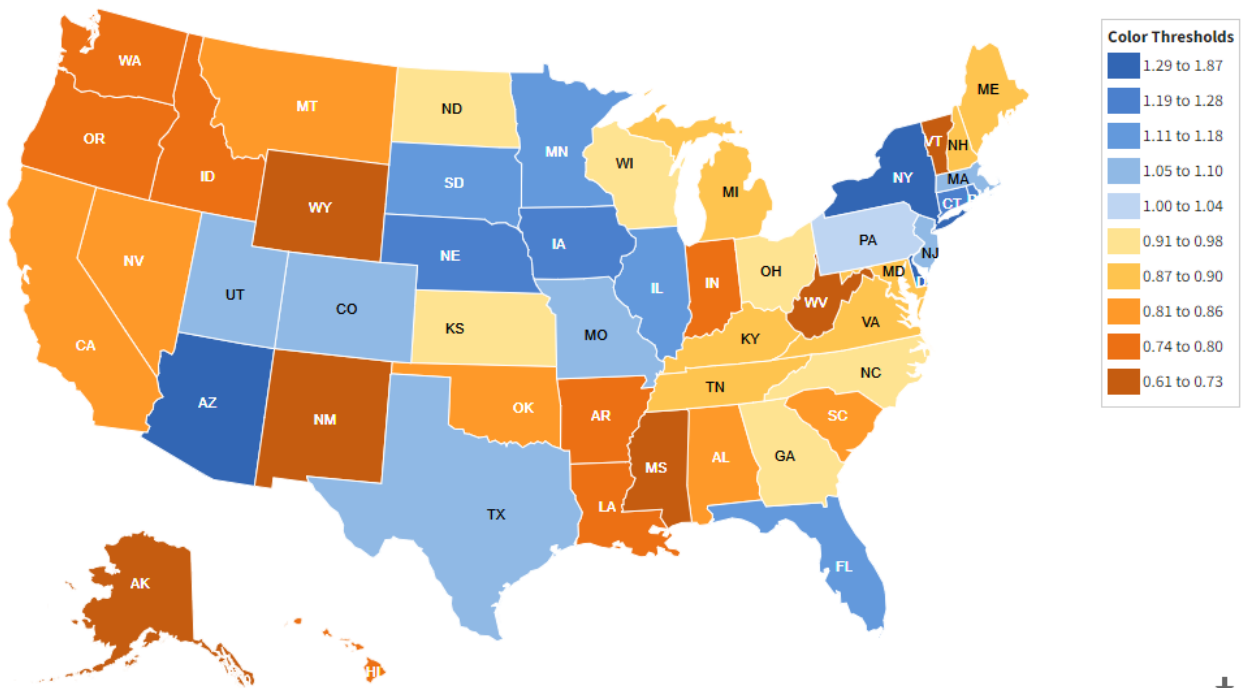 WA
MT
ND
ME
OR
MN
VT
NH
ID
WI
SD
MI
NY
MA
WY
CT
IA
PA
NE
NJ
NV
OH
MD
UT
IL
IN
CO
WV
KS
MO
VA
KY
CA
NC
TN
AZ
OK
NM
AR
SC
MS
AL
GA
LA
TX
FL
AK
HI
Color Thresholds
1.29 to 1.87
1.19 to 1.28
1.11 to 1.18
1.05 to 1.10
1.00 to 1.04
0.91 to 0.98
0.87 to 0.90
0.81 to 0.86
0.74 to 0.80
0.61 to 0.73